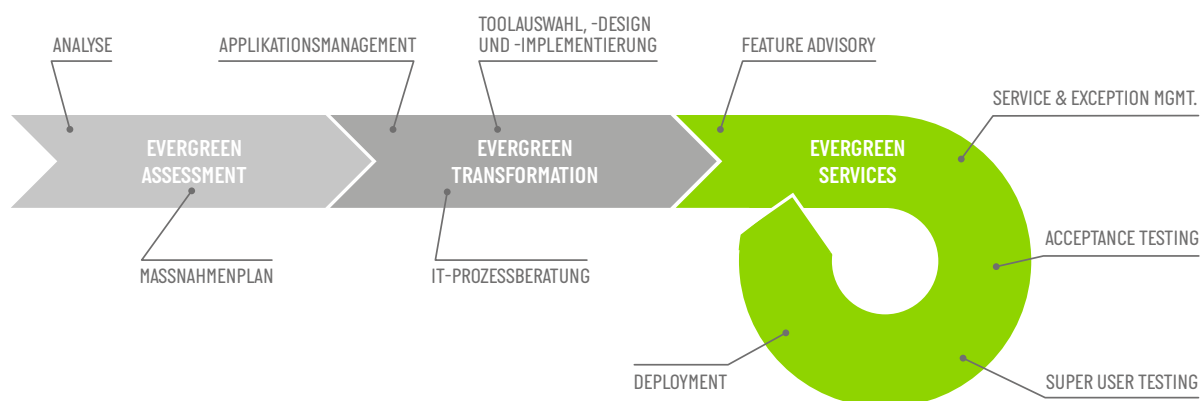 ANALYSE
APPLIKATIONSMANAGEMENT
TOOLAUSWAHL, -DESIGN
UND -IMPLEMENTIERUNG
FEATURE ADVISORY
SERVICE & EXCEPTION MGMT.
EVERGREEN
ASSESSMENT
EVERGREEN
TRANSFORMATION
EVERGREEN
SERVICES
ACCEPTANCE TESTING
MASSNAHMENPLAN
IT-PROZESSBERATUNG
DEPLOYMENT
SUPER USER TESTING